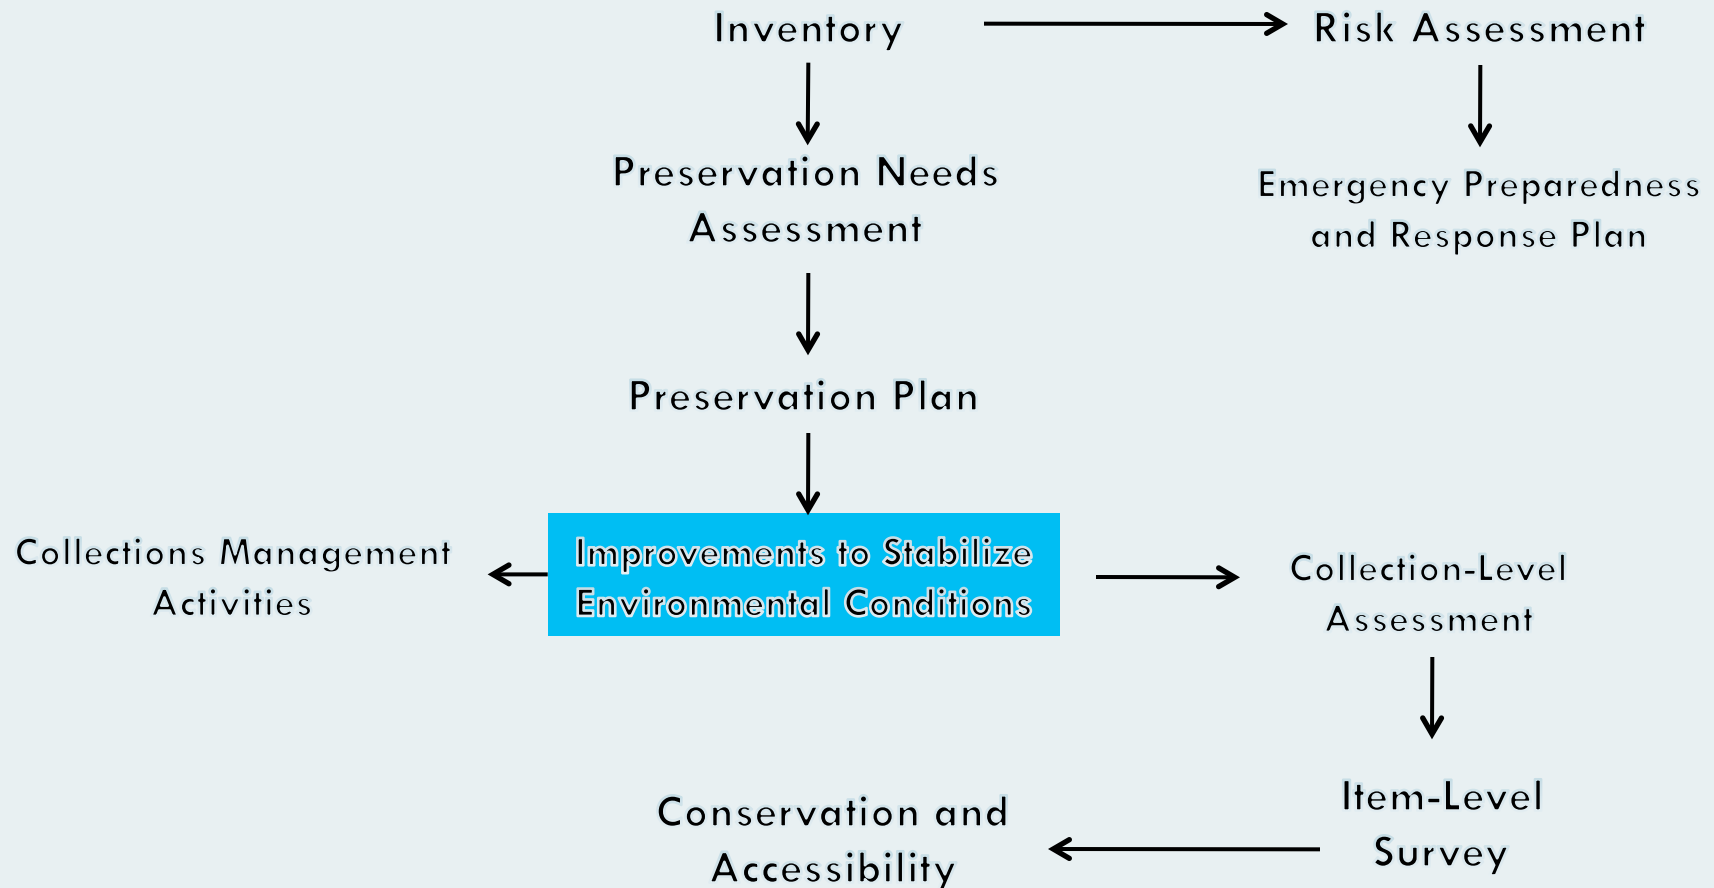 Inventory
Risk Assessment
Preservation Needs
Assessment
Emergency Preparedness
and Response Plan
Preservation Plan
Collections Management
Activities
Improvements to Stabilize
Environmental Conditions
Collection-Level
Assessment
Item-Level
Survey
Conservation and
Accessibility